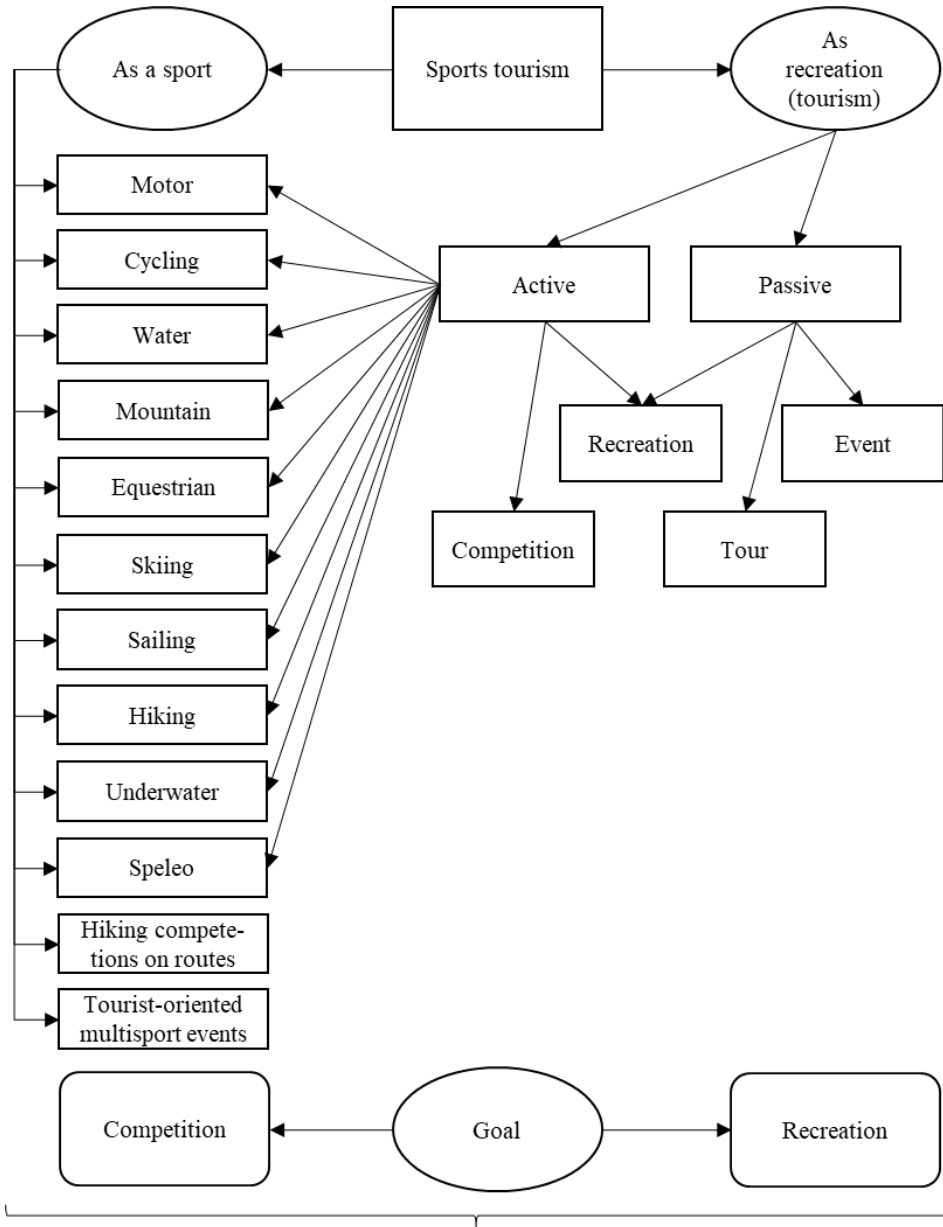 As a sport
Sports tourism
As
recreation
(tourism)
Motor
Cycling
Water
Mountain
Equestrian
Skiing
Sailing
Hiking
Underwater
Speleo
Hiking compete-
tions on routes
Tourist-oriented
multisport events
Active
Passive
Recreation
Event
Competition
Tour
Competition
Goal
Recreation